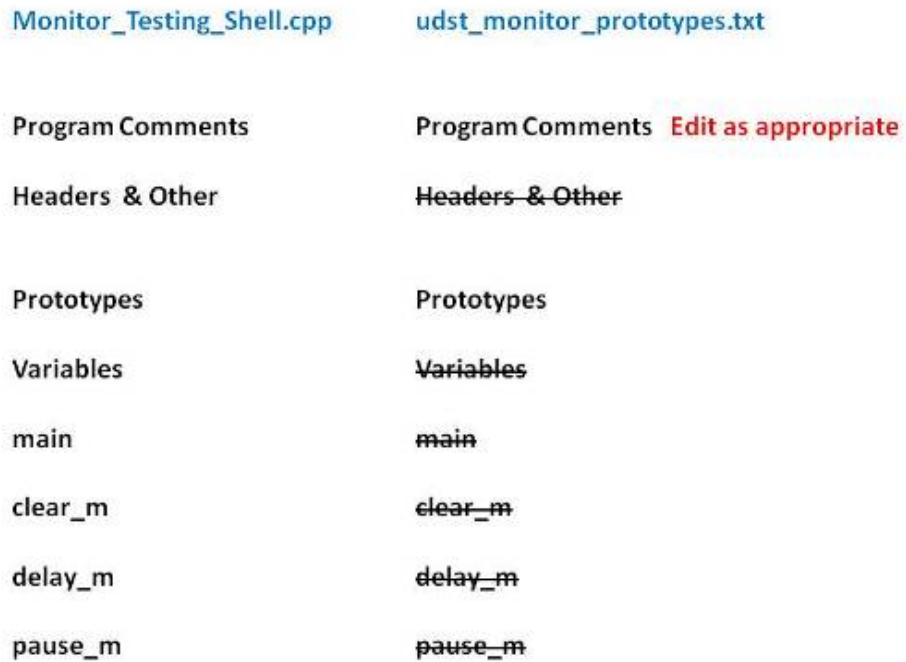 Monitor_Testing_Shell.cpp udst_monitor_prototypes.txt
Program Comments Program Comments Edit as appropriate
Headers & Other Headers & Other
Prototypes Prototypes
Variables Variables
main main
clear_m clear_m
delay_m delay_m
pause_m pause_m